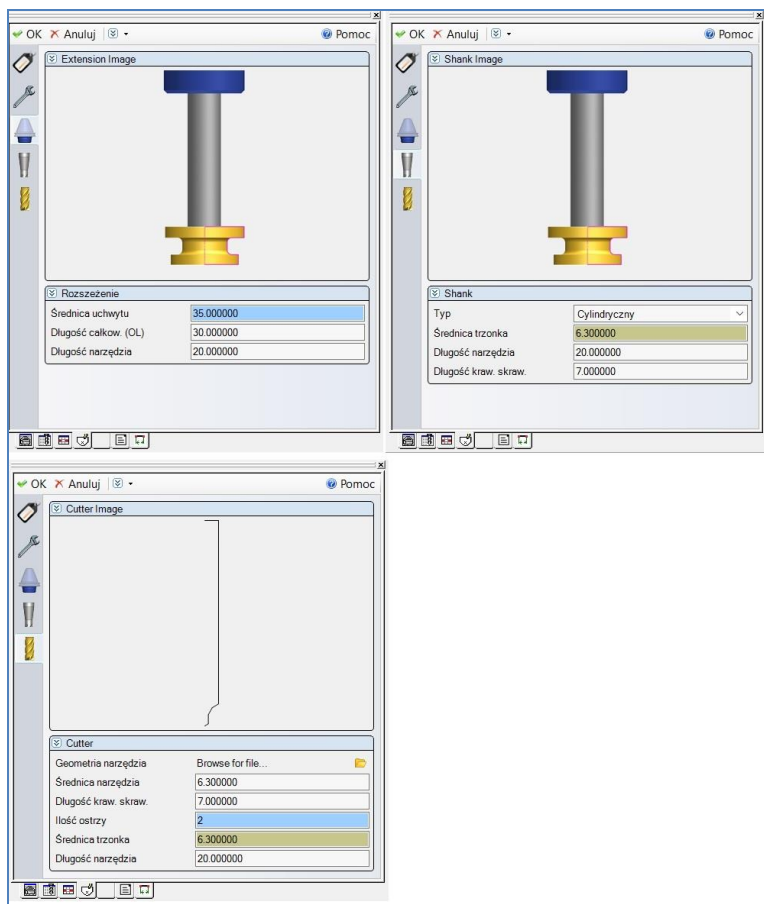 OK Anuluj Pomoc
Extension Image
Rozszeżenie
Średnica uchwytu 35.000000
Długość całkow. (OL) 30.000000
Długość narzędzia 20.000000
OK Anuluj Pomoc
Shank Image
Shank
Typ Cylindryczny
Średnica trzonka 6.300000
Długość narzędzia 20.000000
Długość kraw. skraw. 7.000000
OK Anuluj Pomoc
Cutter Image
Cutter
Geometria narzędzia Browse for file...
Średnica narzędzia 6.300000
Długość kraw. skraw. 7.000000
Ilość ostrzy 2
Średnica trzonka 6.300000
Długość narzędzia 20.000000